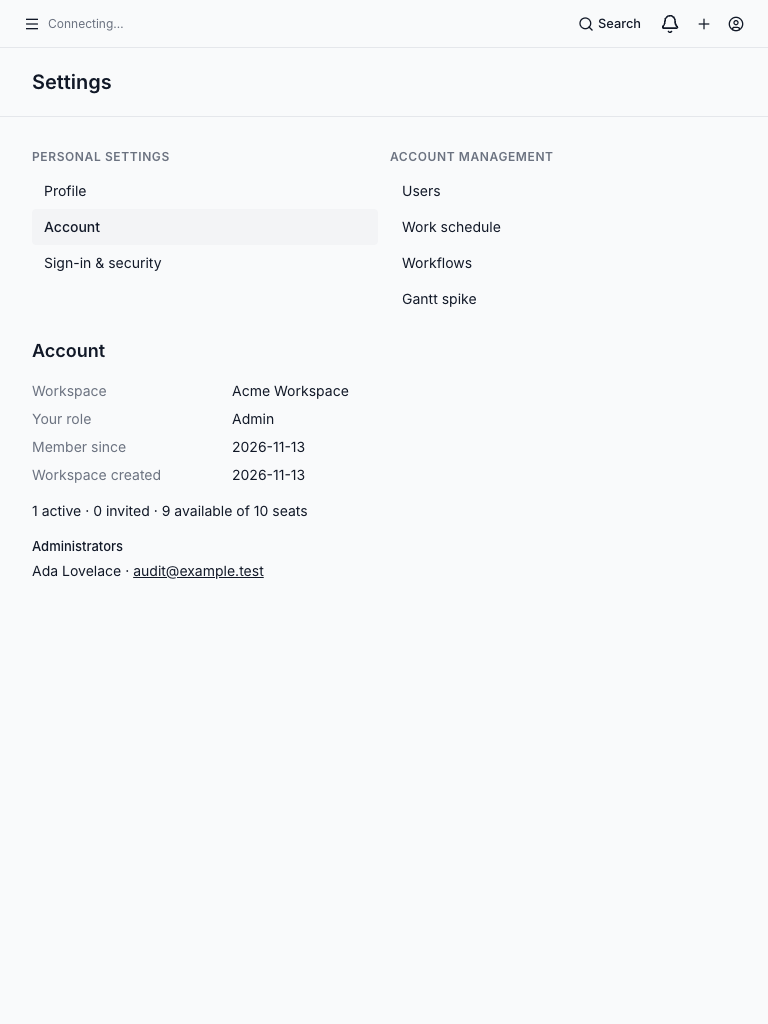 Connecting...
Search
Settings
PERSONAL SETTINGS
Profile
Account
Sign-in & security
ACCOUNT MANAGEMENT
Users
Work schedule
Workflows
Gantt spike
Account
Workspace Acme Workspace
Your role Admin
Member since 2026-11-13
Workspace created 2026-11-13
1 active · 0 invited · 9 available of 10 seats
Administrators
Ada Lovelace · audit@example.test